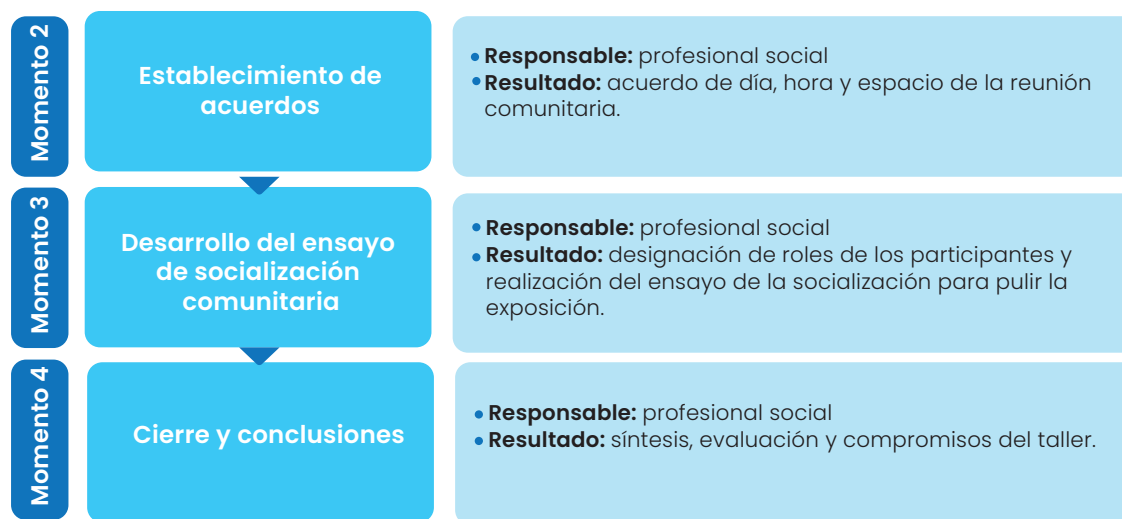 Momento 2
Establecimiento de
acuerdos
• Responsable: profesional social
• Resultado: acuerdo de día, hora y espacio de la reunión
comunitaria.
Momento 3
Desarrollo del ensayo
de socialización
comunitaria
• Responsable: profesional social
• Resultado: designación de roles de los participantes y
realización del ensayo de la socialización para pulir la
exposición.
Momento 4
Cierre y conclusiones
• Responsable: profesional social
• Resultado: síntesis, evaluación y compromisos del taller.